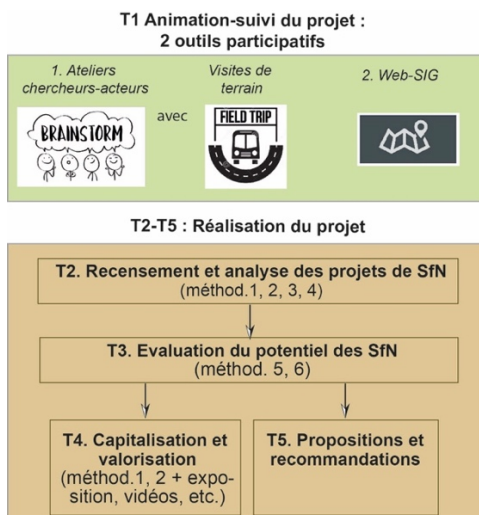 T1 Animation-suivi du projet :
2 outils participatifs
1. Ateliers
chercheurs-acteurs
BRAINSTORM
avec
Visites de
terrain
FIELD TRIP
2. Web-SIG
T2-T5 : Réalisation du projet
T2. Recensement et analyse des projets de SfN
(méthod.1, 2, 3, 4)
T3. Evaluation du potentiel des SfN
(méthod. 5, 6)
T4. Capitalisation et
valorisation
(méthod.1, 2 + expo-
sition, vidéos, etc.)
T5. Propositions et
recommandations